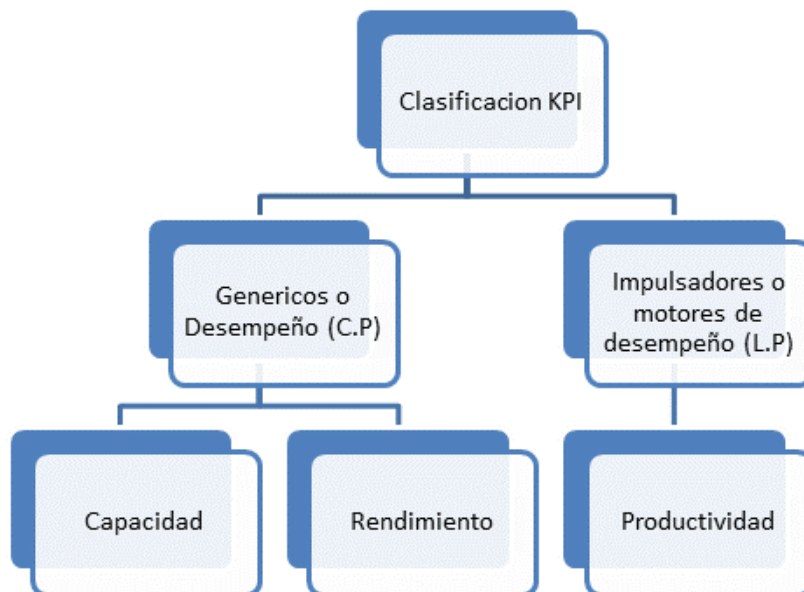 Clasificacion KPI
Genericos o
Desempeño (C.P)
Impulsadores o
motores de
desempeño (L.P)
Capacidad
Rendimiento
Productividad